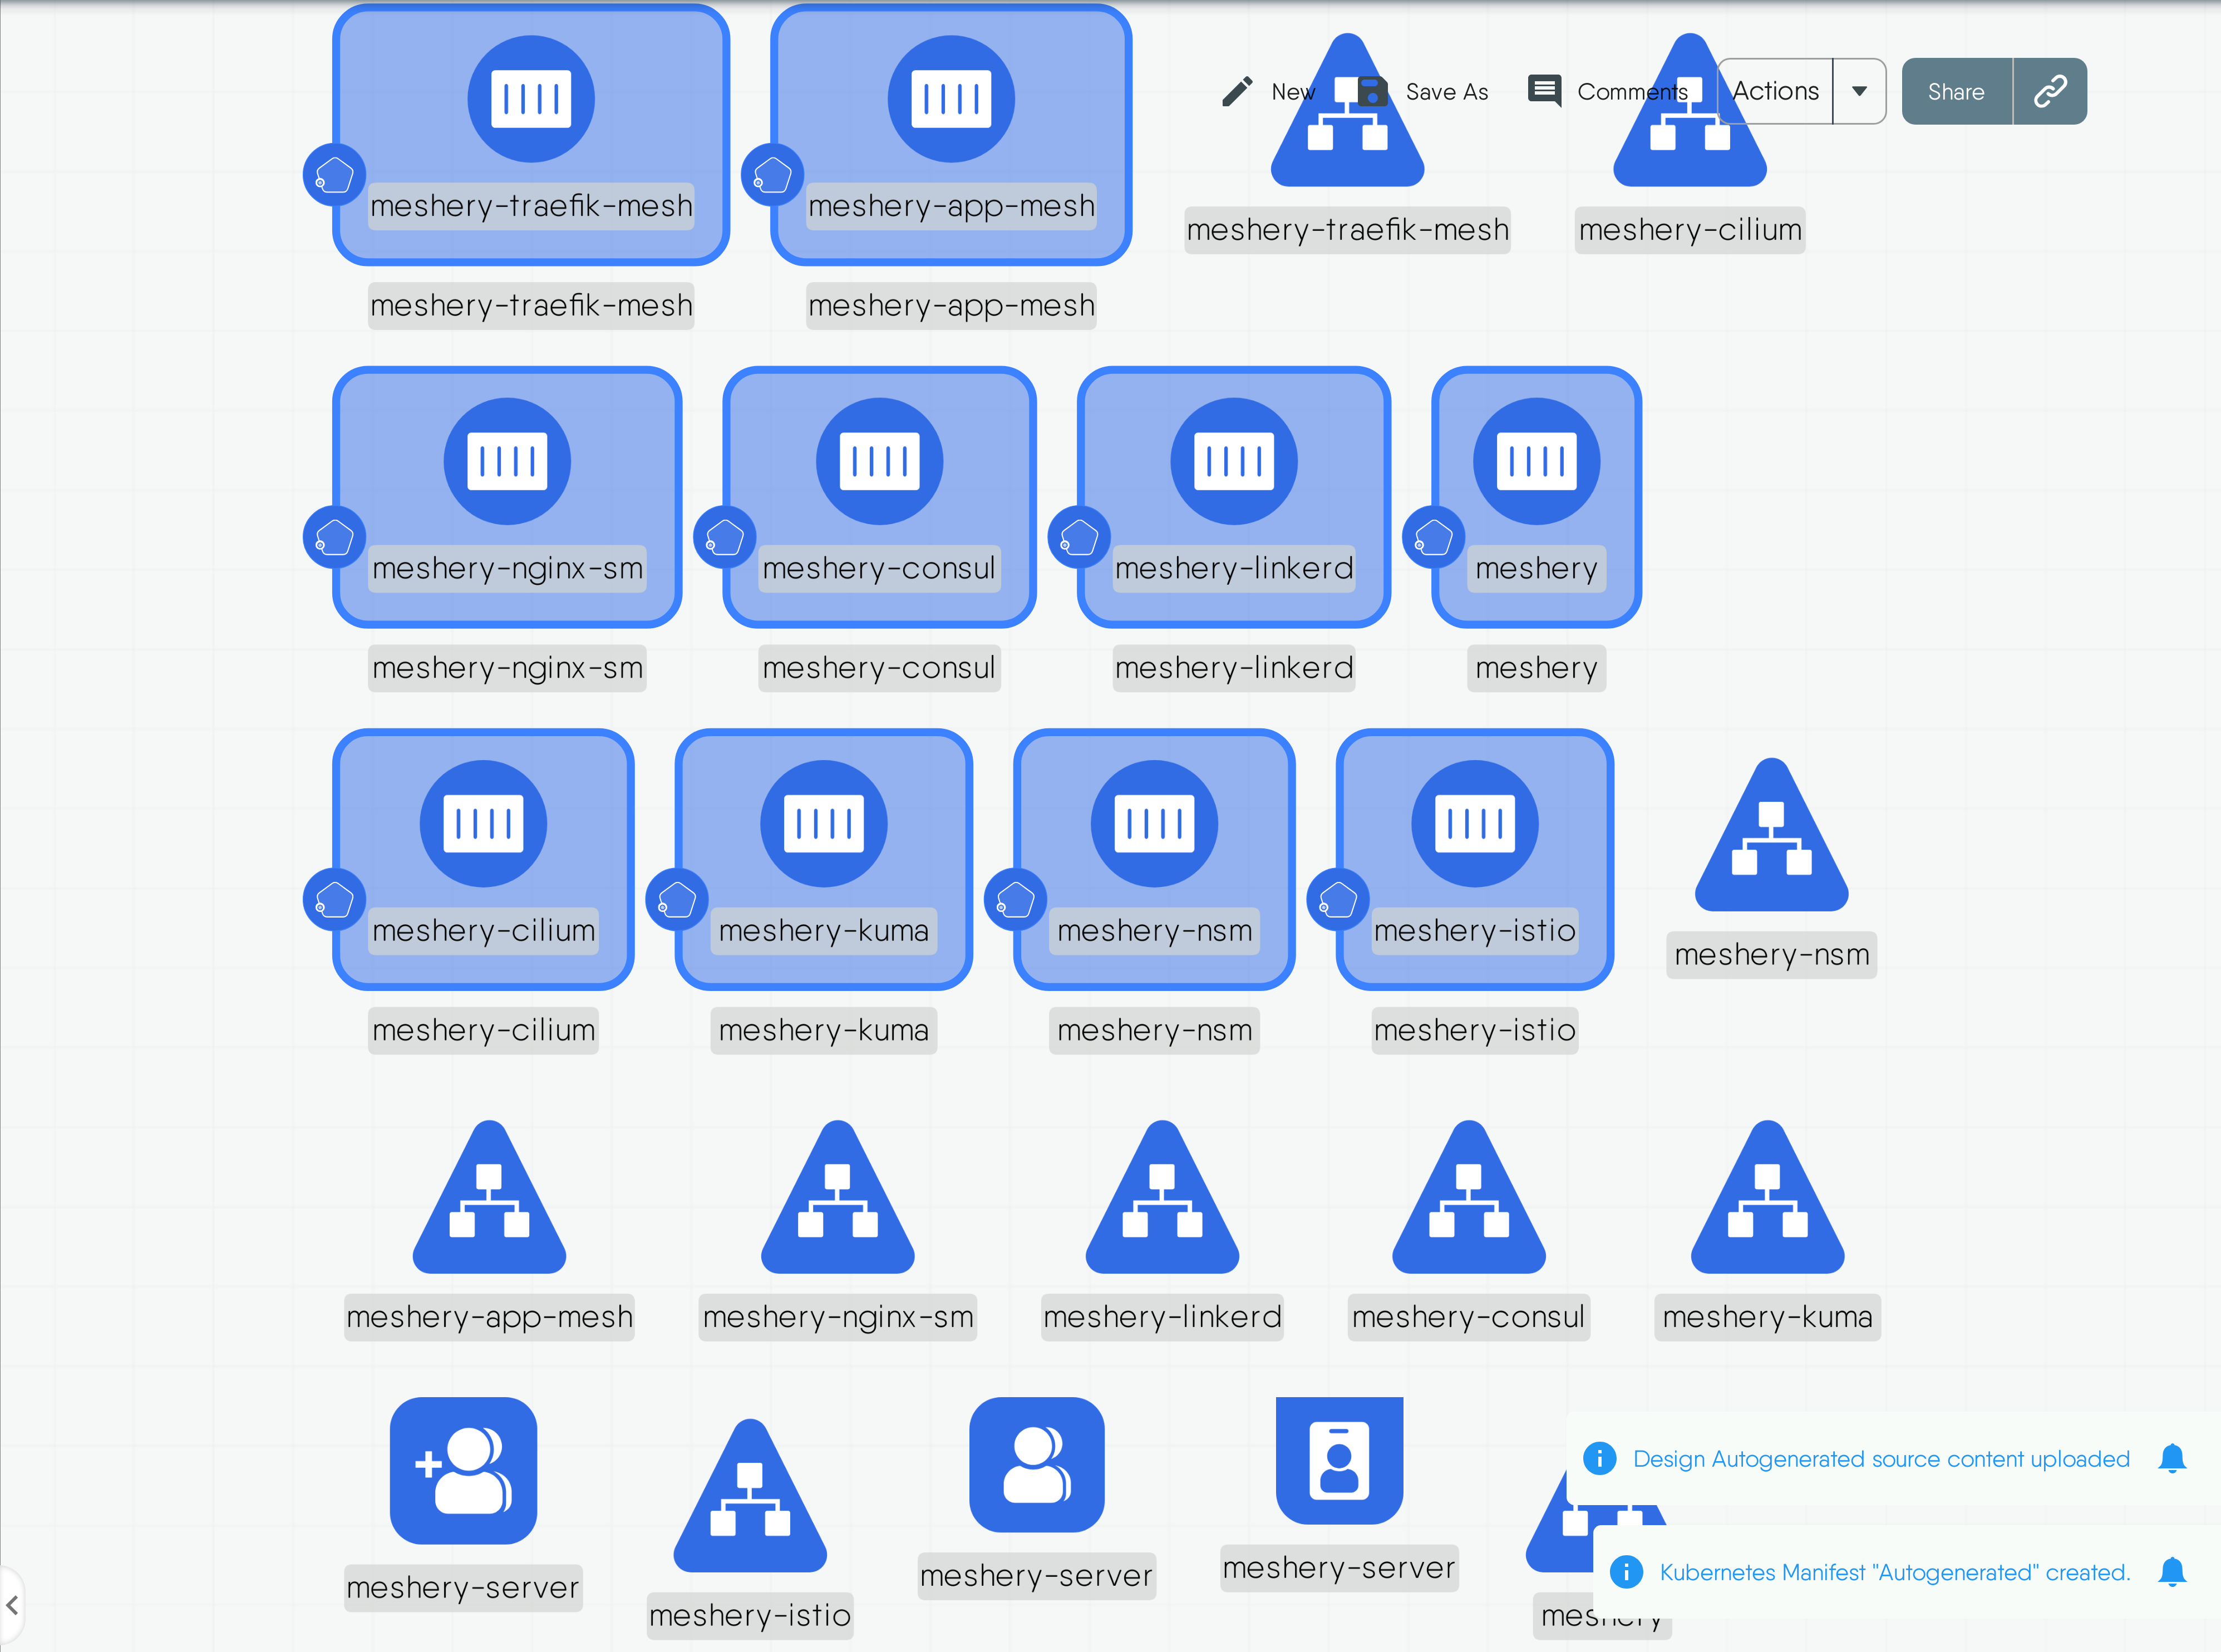 New Save As Comments Actions Share
meshery-traefik-mesh meshery-app-mesh
meshery-traefik-mesh meshery-cilium
meshery-traefik-mesh meshery-app-mesh
meshery-nginx-sm meshery-consul meshery-linkerd meshery
meshery-nginx-sm meshery-consul meshery-linkerd meshery
meshery-cilium meshery-kuma meshery-nsm meshery-istio
meshery-nsm
meshery-cilium meshery-kuma meshery-nsm meshery-istio
meshery-app-mesh meshery-nginx-sm meshery-linkerd meshery-consul meshery-kuma
Design Autogenerated source content uploaded
Kubernetes Manifest "Autogenerated" created.
meshery-server meshery-server meshery-server
meshery-istio meshery